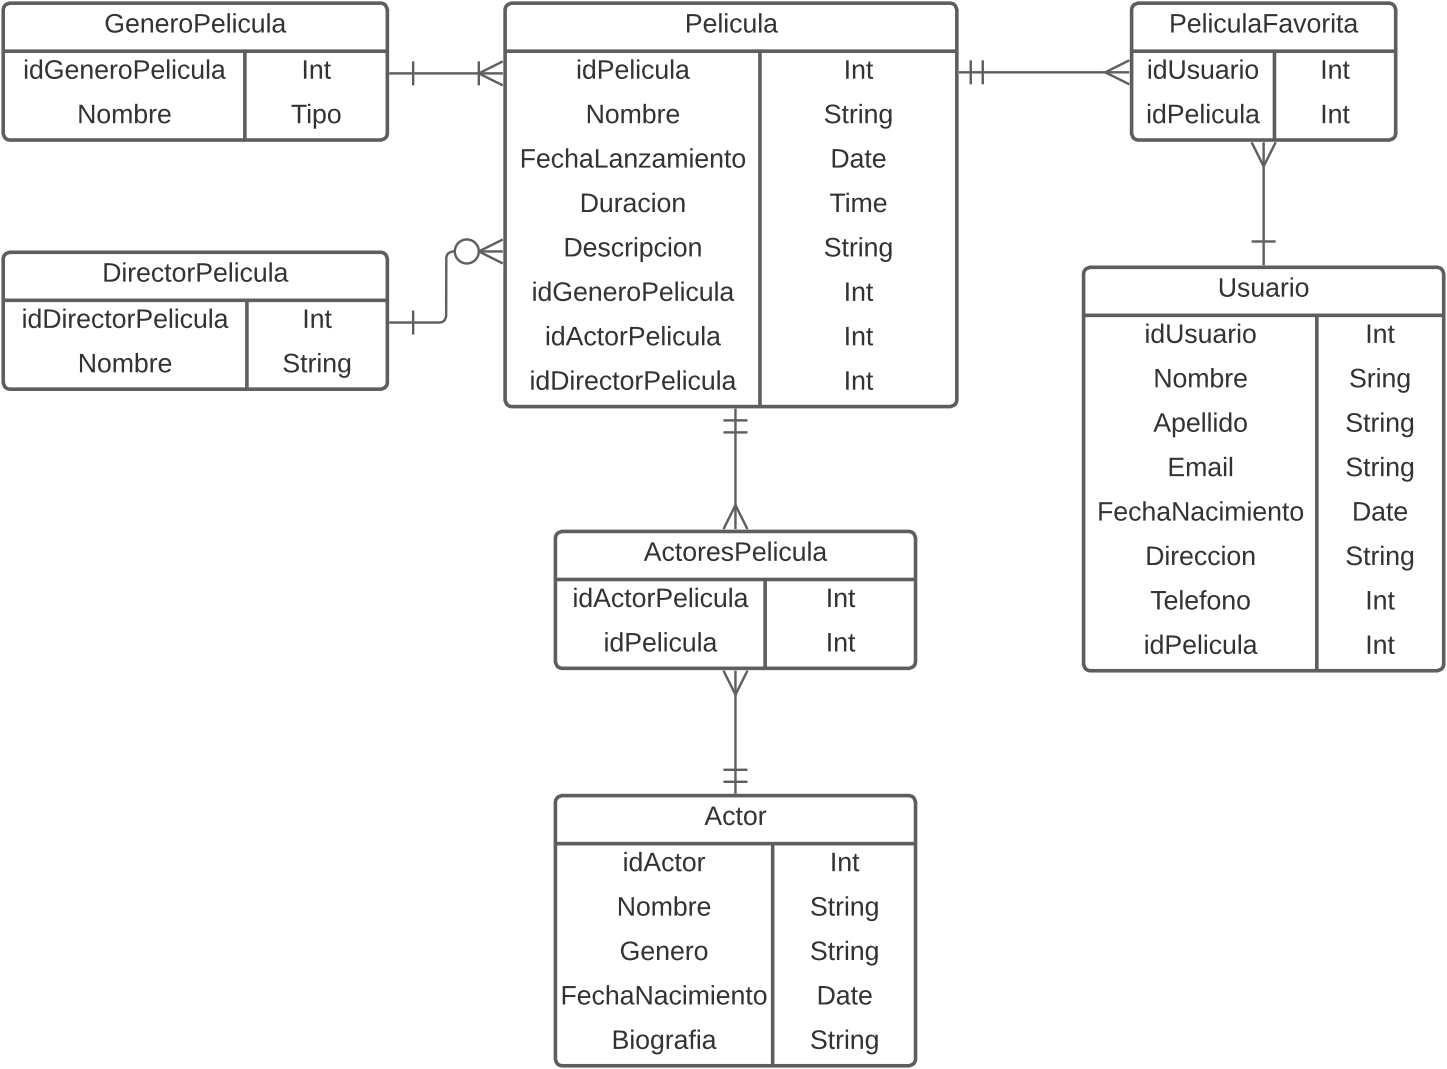 GeneroPelicula
idGeneroPelicula Int
Nombre Tipo
DirectorPelicula
idDirectorPelicula Int
Nombre String
Pelicula
idPelicula Int
Nombre String
FechaLanzamiento Date
Duracion Time
Descripcion String
idGeneroPelicula Int
idActorPelicula Int
idDirectorPelicula Int
PeliculaFavorita
idUsuario Int
idPelicula Int
Usuario
idUsuario Int
Nombre Sring
Apellido String
Email String
FechaNacimiento Date
Direccion String
Telefono Int
idPelicula Int
ActoresPelicula
idActorPelicula Int
idPelicula Int
Actor
idActor Int
Nombre String
Genero String
FechaNacimiento Date
Biografia String